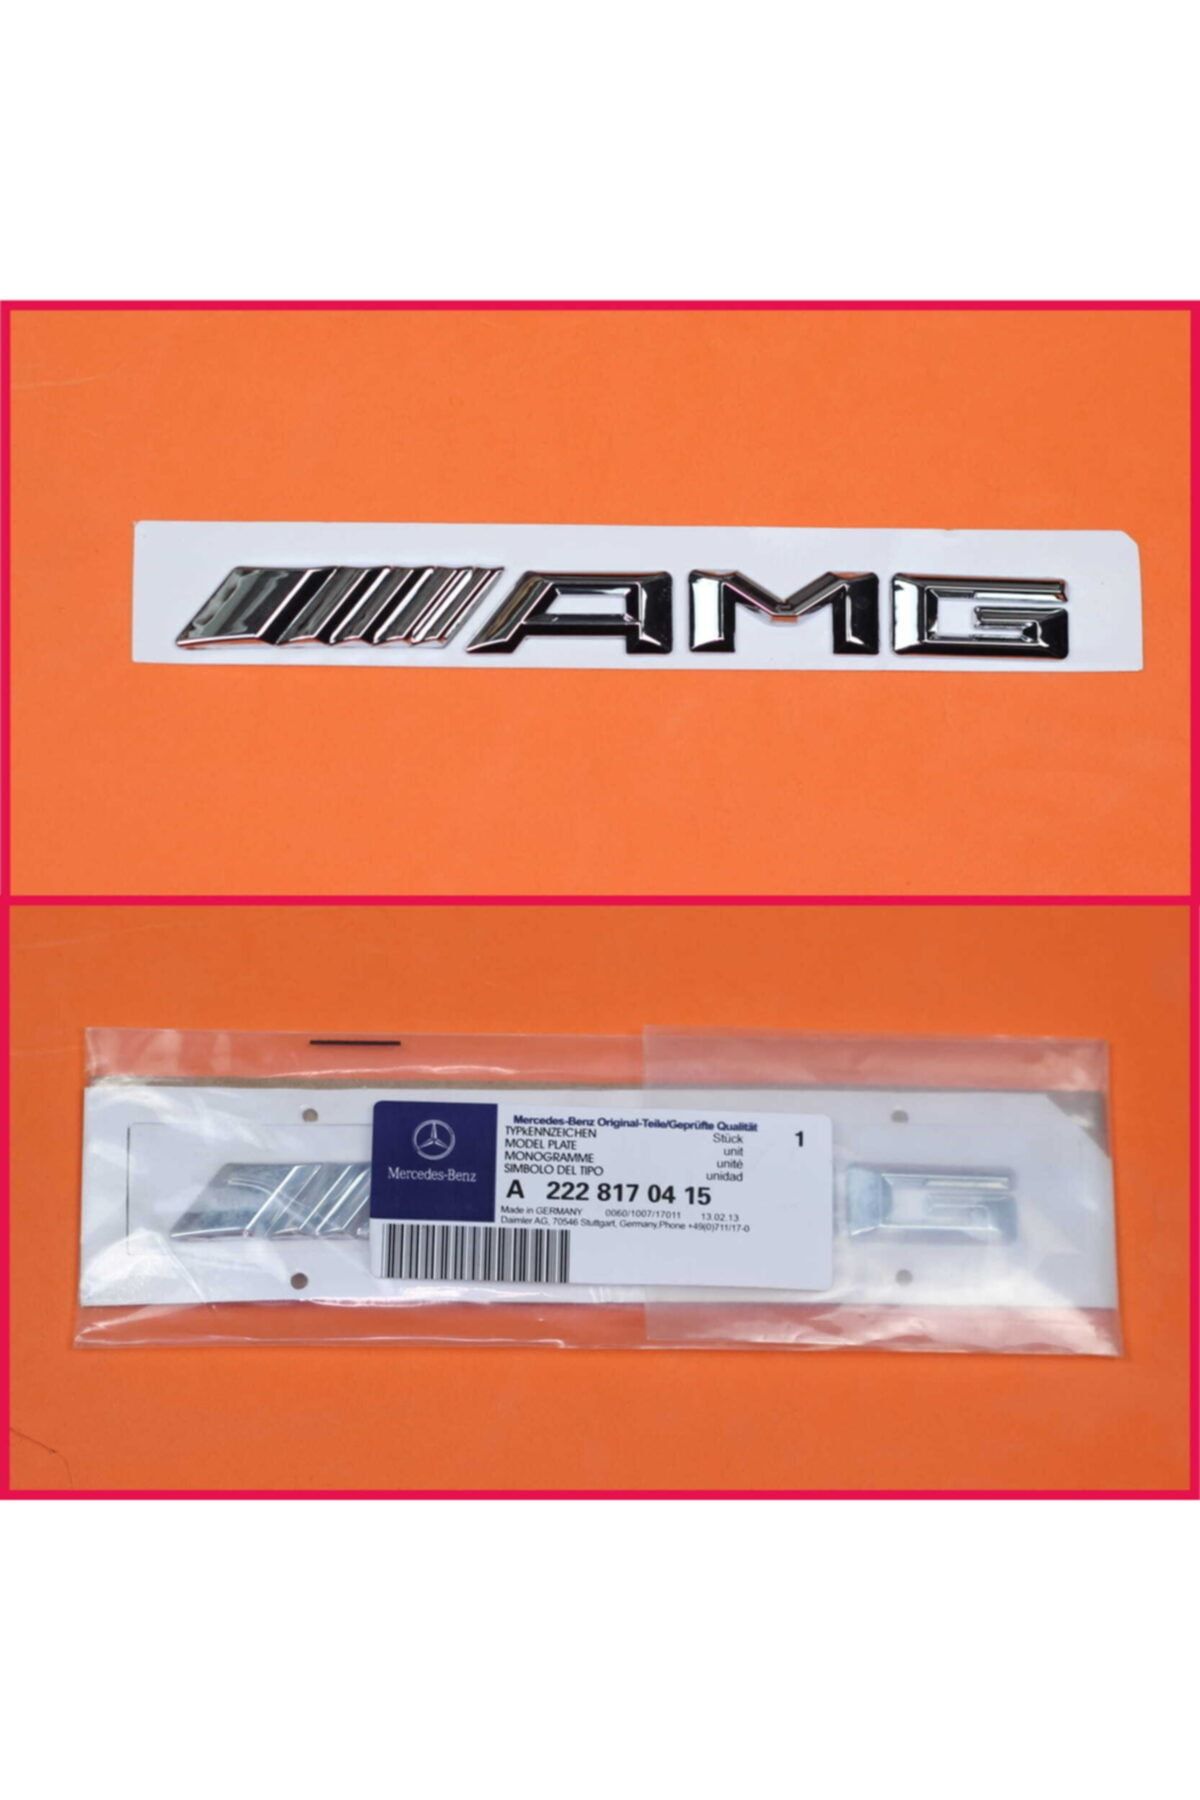 AMG
Mercedes-Benz
Mercedes-Benz Original-Teile/Geprüfte Qualität
TYPkENNZEICHEN Stück 1
MODEL PLATE unit
MONOGRAMME unité
SIMBOLO DEL TIPO unidad
A 222 817 04 15
Made in GERMANY 0060/1007/17011 13.02.13
Daimler AG, 70546 Stuttgart, Germany,Phone +49(0)711/17-0
G